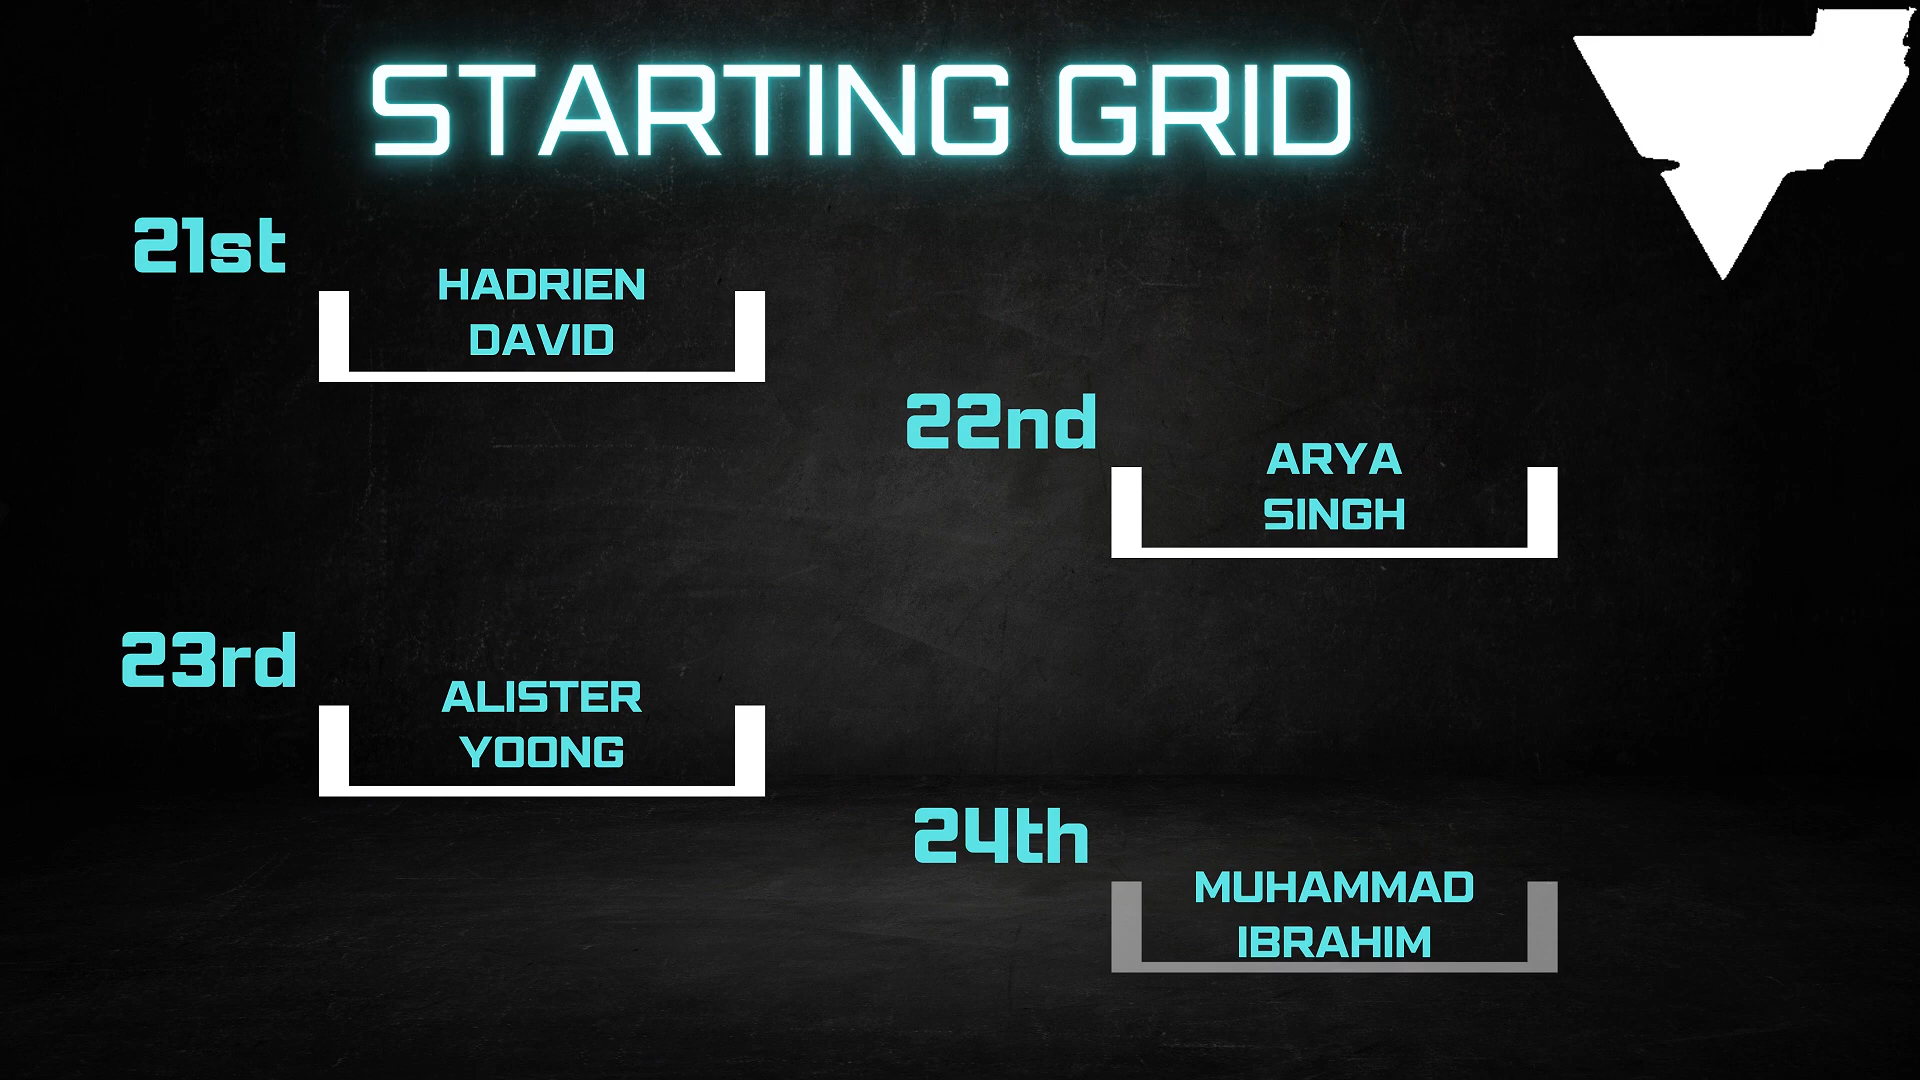 STARTING GRID
21st
HADRIEN
DAVID
22nd
ARYA
SINGH
23rd
ALISTER
YOONG
24th
MUHAMMAD
IBRAHIM